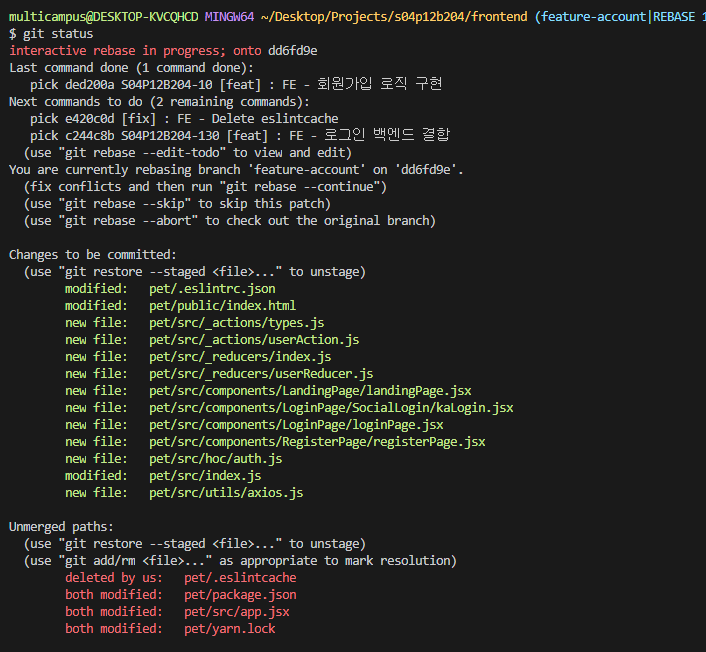 multicampus@DESKTOP-KVCQHCD MINGW64 ~/Desktop/Projects/s04p12b204/frontend (feature-account|REBASE 1
$ git status
interactive rebase in progress; onto dd6fd9e
Last command done (1 command done):
   pick ded200a S04P12B204-10 [feat] : FE - 회원가입 로직 구현
Next commands to do (2 remaining commands):
   pick e420c0d [fix] : FE - Delete eslintcache
   pick c244c8b S04P12B204-130 [feat] : FE - 로그인 백엔드 결합
  (use "git rebase --edit-todo" to view and edit)
You are currently rebasing branch 'feature-account' on 'dd6fd9e'.
  (fix conflicts and then run "git rebase --continue")
  (use "git rebase --skip" to skip this patch)
  (use "git rebase --abort" to check out the original branch)

Changes to be committed:
  (use "git restore --staged <file>..." to unstage)
        modified:   pet/.eslintrc.json
        modified:   pet/public/index.html
        new file:   pet/src/_actions/types.js
        new file:   pet/src/_actions/userAction.js
        new file:   pet/src/_reducers/index.js
        new file:   pet/src/_reducers/userReducer.js
        new file:   pet/src/components/LandingPage/landingPage.jsx
        new file:   pet/src/components/LoginPage/SocialLogin/kaLogin.jsx
        new file:   pet/src/components/LoginPage/loginPage.jsx
        new file:   pet/src/components/RegisterPage/registerPage.jsx
        new file:   pet/src/hoc/auth.js
        modified:   pet/src/index.js
        new file:   pet/src/utils/axios.js

Unmerged paths:
  (use "git restore --staged <file>..." to unstage)
  (use "git add/rm <file>..." as appropriate to mark resolution)
        deleted by us:   pet/.eslintcache
        both modified:   pet/package.json
        both modified:   pet/src/app.jsx
        both modified:   pet/yarn.lock